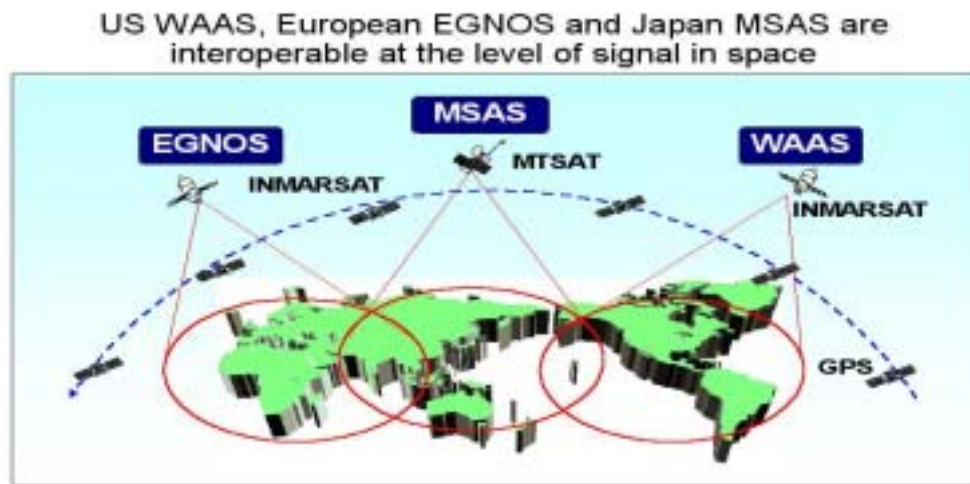 US WAAS, European EGNOS and Japan MSAS are
interoperable at the level of signal in space
MSAS
EGNOS
WAAS
MTSAT
INMARSAT
INMARSAT
GPS